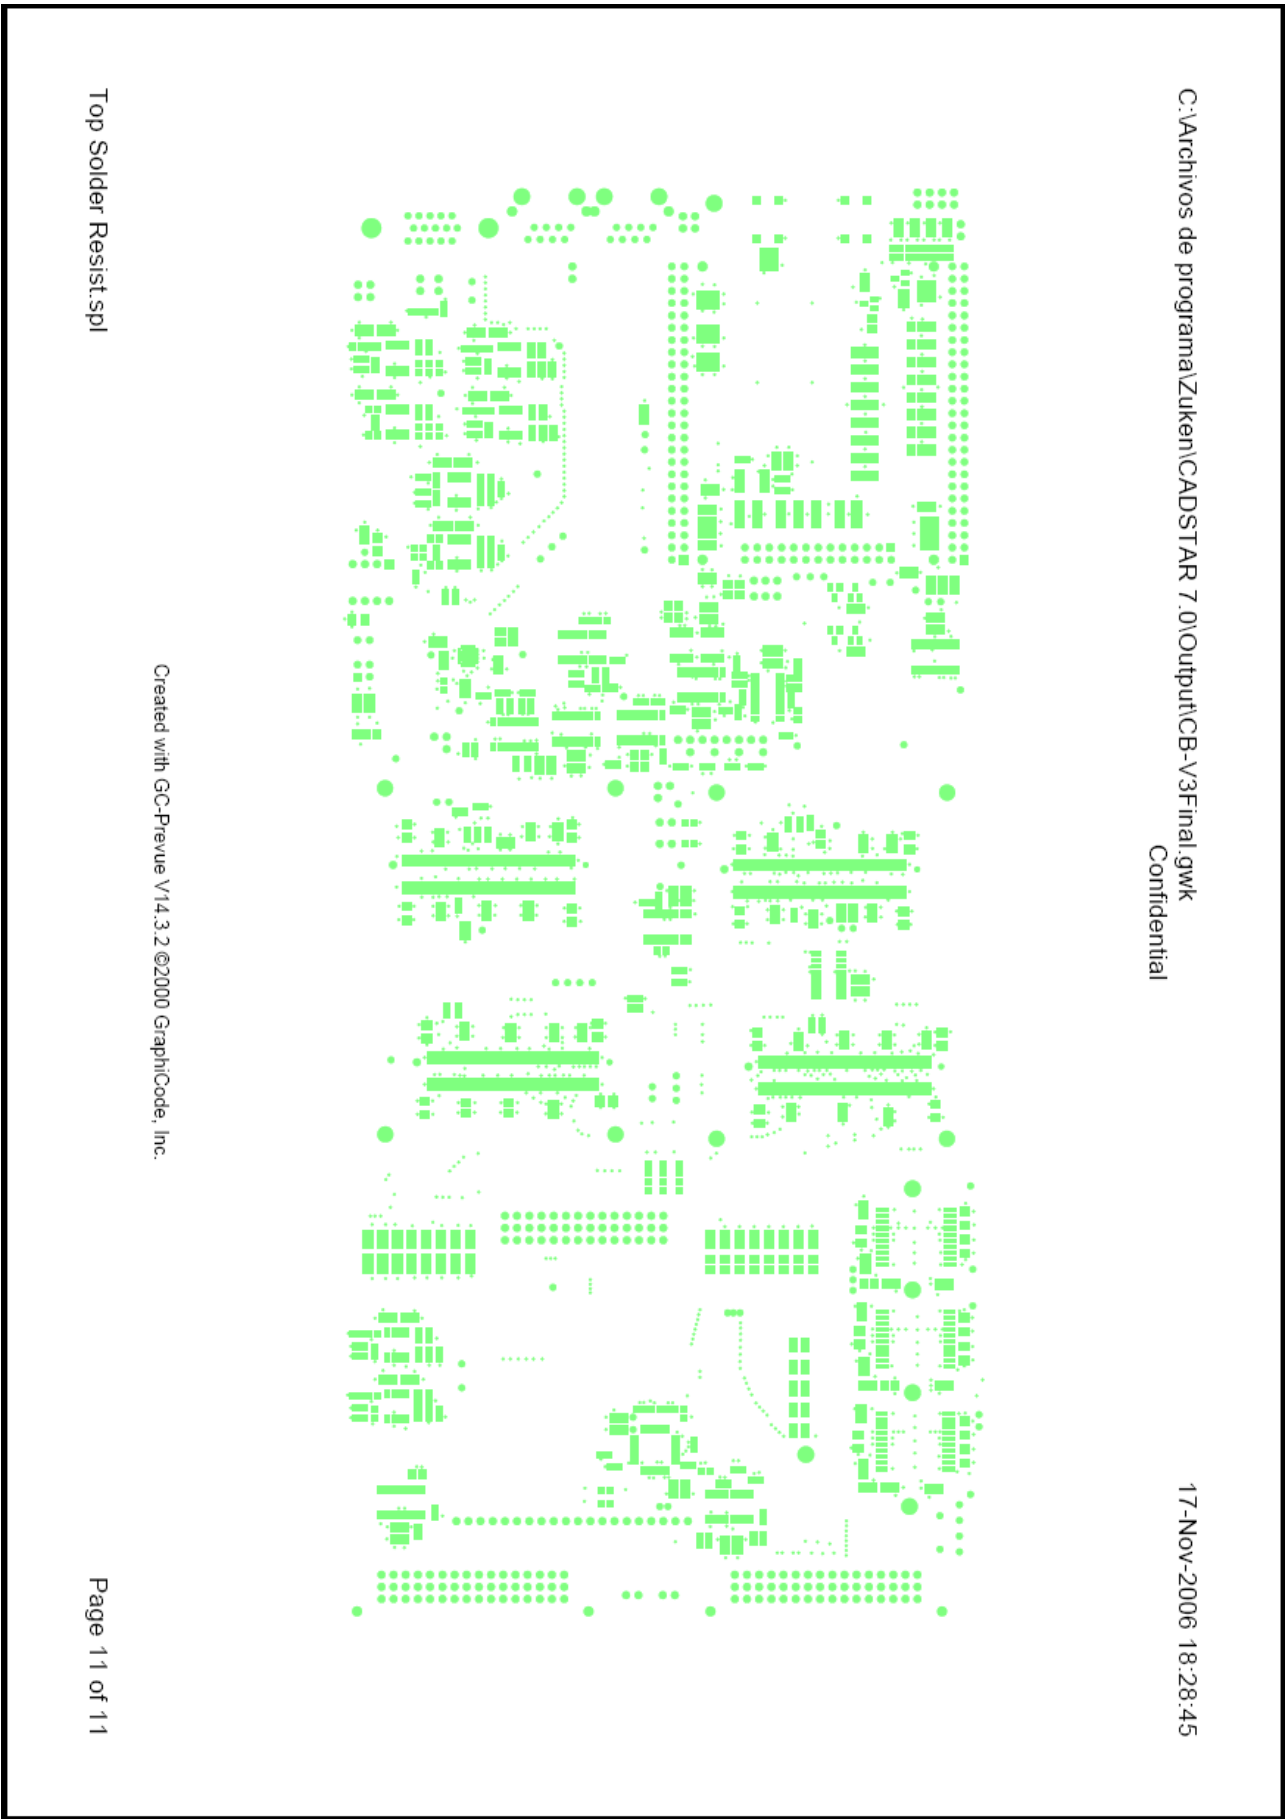 C:\Archivos de programa\Zuken\CADSTAR 7.0\Output\CB-V3Final.gwk
17-Nov-2006 18:28:45
Confidential
Created with GC-Prevue V14.3.2 ©2000 GraphiCode, Inc.
Top Solder Resist.spl
Page 11 of 11